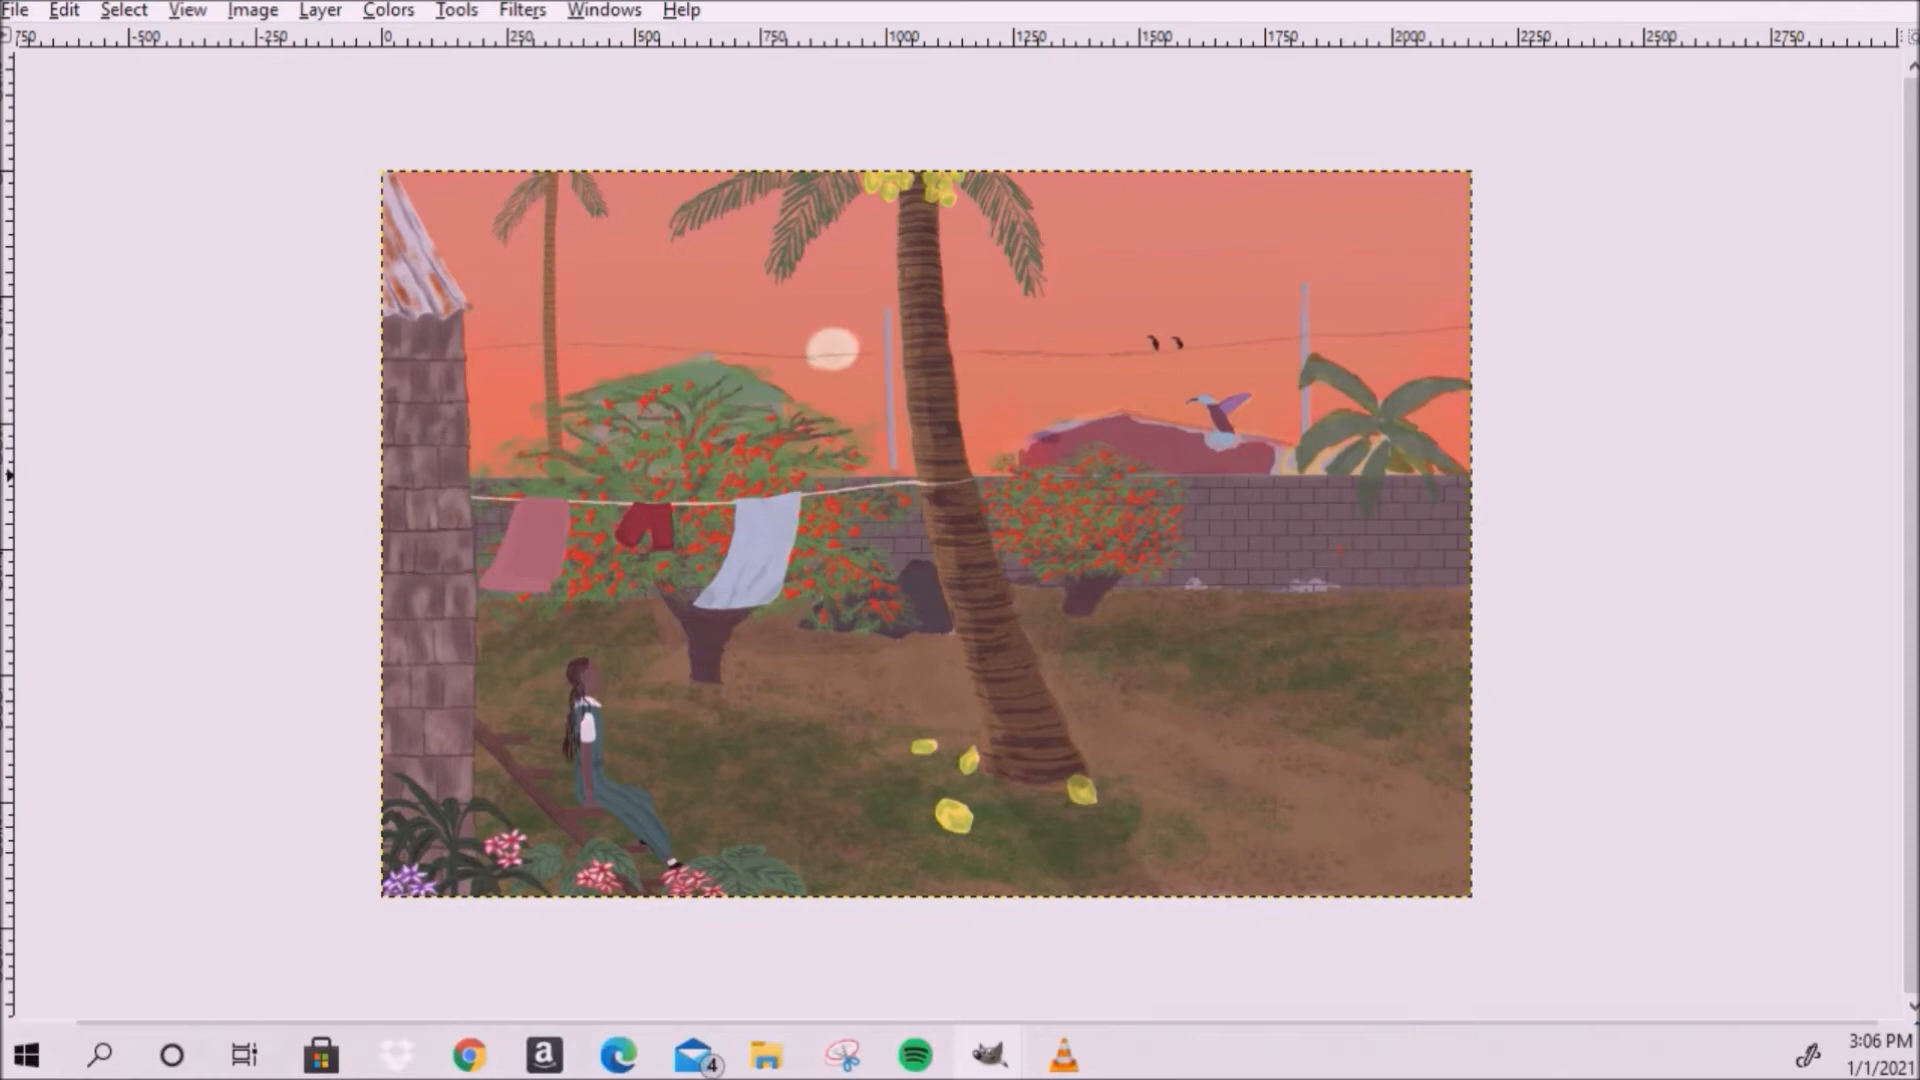 File Edit Select View Image Layer Colors Tools Filters Windows Help
750 -500 -250 0 250 500 750 1000 1250 1500 1750 2000 2250 2500 2750
a
4
3:06 PM
1/1/2021